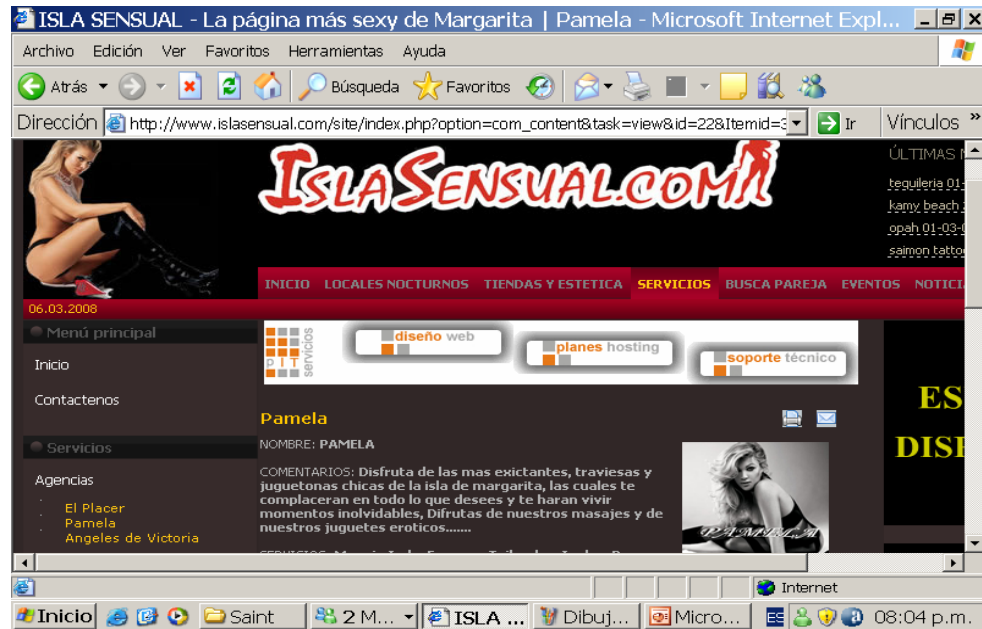 ISLA SENSUAL - La página más sexy de Margarita | Pamela - Microsoft Internet Expl...
Archivo Edición Ver Favoritos Herramientas Ayuda
Atrás Búsqueda Favoritos
Dirección http://www.islasensual.com/site/index.php?option=com_content&task=view&id=22&Itemid=3 Ir Vínculos »
ISLASENSUAL.COM
ÚLTIMAS
tequileria 01-
kamy beach
opah 01-03-
saimon tatto
INICIO LOCALES NOCTURNOS TIENDAS Y ESTETICA SERVICIOS BUSCA PAREJA EVENTOS NOTICI
06.03.2008
Menú principal
Inicio
Contactenos
Servicios
Agencias
El Placer
Pamela
Angeles de Victoria
PIT servicios
diseño web
planes hosting
soporte técnico
Pamela
NOMBRE: PAMELA
COMENTARIOS: Disfruta de las mas exictantes, traviesas y
juguetonas chicas de la isla de margarita, las cuales te
complaceran en todo lo que desees y te haran vivir
momentos inolvidables, Difrutas de nuestros masajes y de
nuestros juguetes eroticos.......
PAMELA
ES
DISE
Internet
Inicio Saint 2 M... ISLA ... Dibuj... Micro... ES 08:04 p.m.